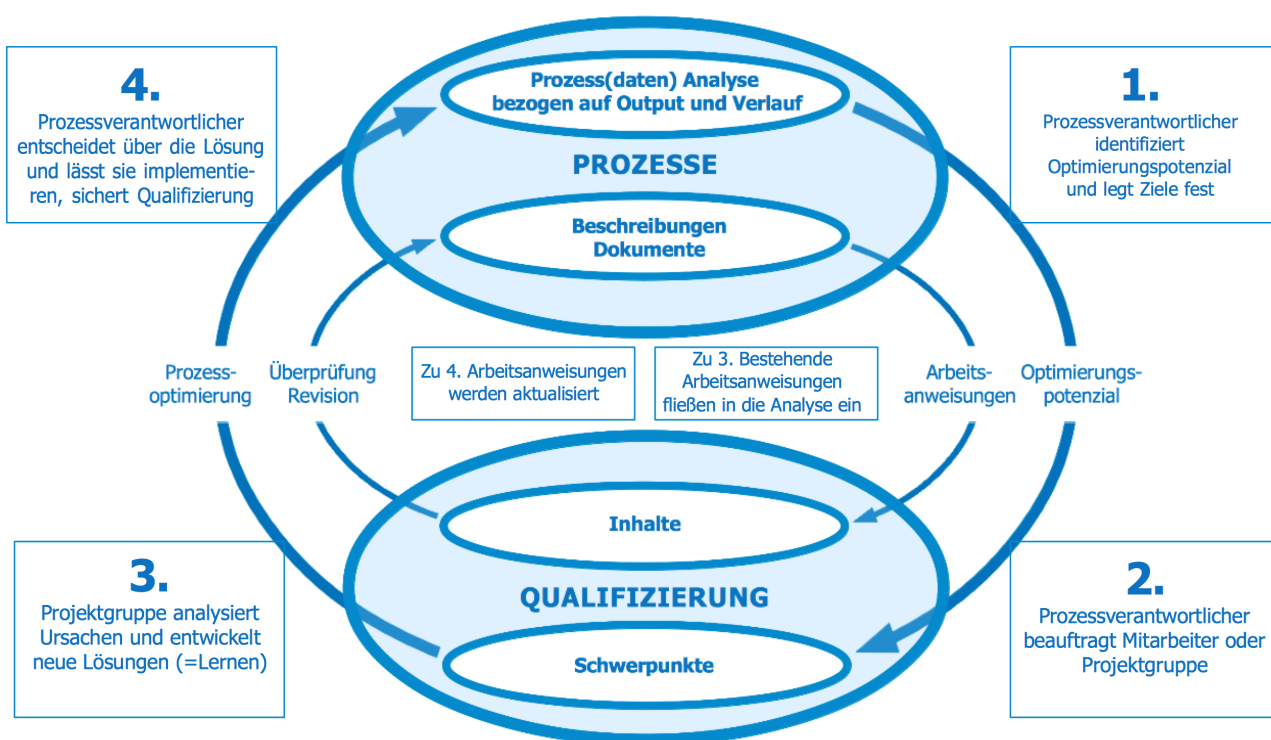 Prozess(daten) Analyse
bezogen auf Output und Verlauf
PROZESSE
Beschreibungen
Dokumente
1.
Prozessverantwortlicher
identifiziert
Optimierungspotenzial
und legt Ziele fest
4.
Prozessverantwortlicher
entscheidet über die Lösung
und lässt sie implementie-
ren, sichert Qualifizierung
Prozess-
optimierung
Überprüfung
Revision
Zu 4. Arbeitsanweisungen
werden aktualisiert
Zu 3. Bestehende
Arbeitsanweisungen
fließen in die Analyse ein
Arbeits-
anweisungen
Optimierungs-
potenzial
Inhalte
QUALIFIZIERUNG
Schwerpunkte
2.
Prozessverantwortlicher
beauftragt Mitarbeiter oder
Projektgruppe
3.
Projektgruppe analysiert
Ursachen und entwickelt
neue Lösungen (=Lernen)